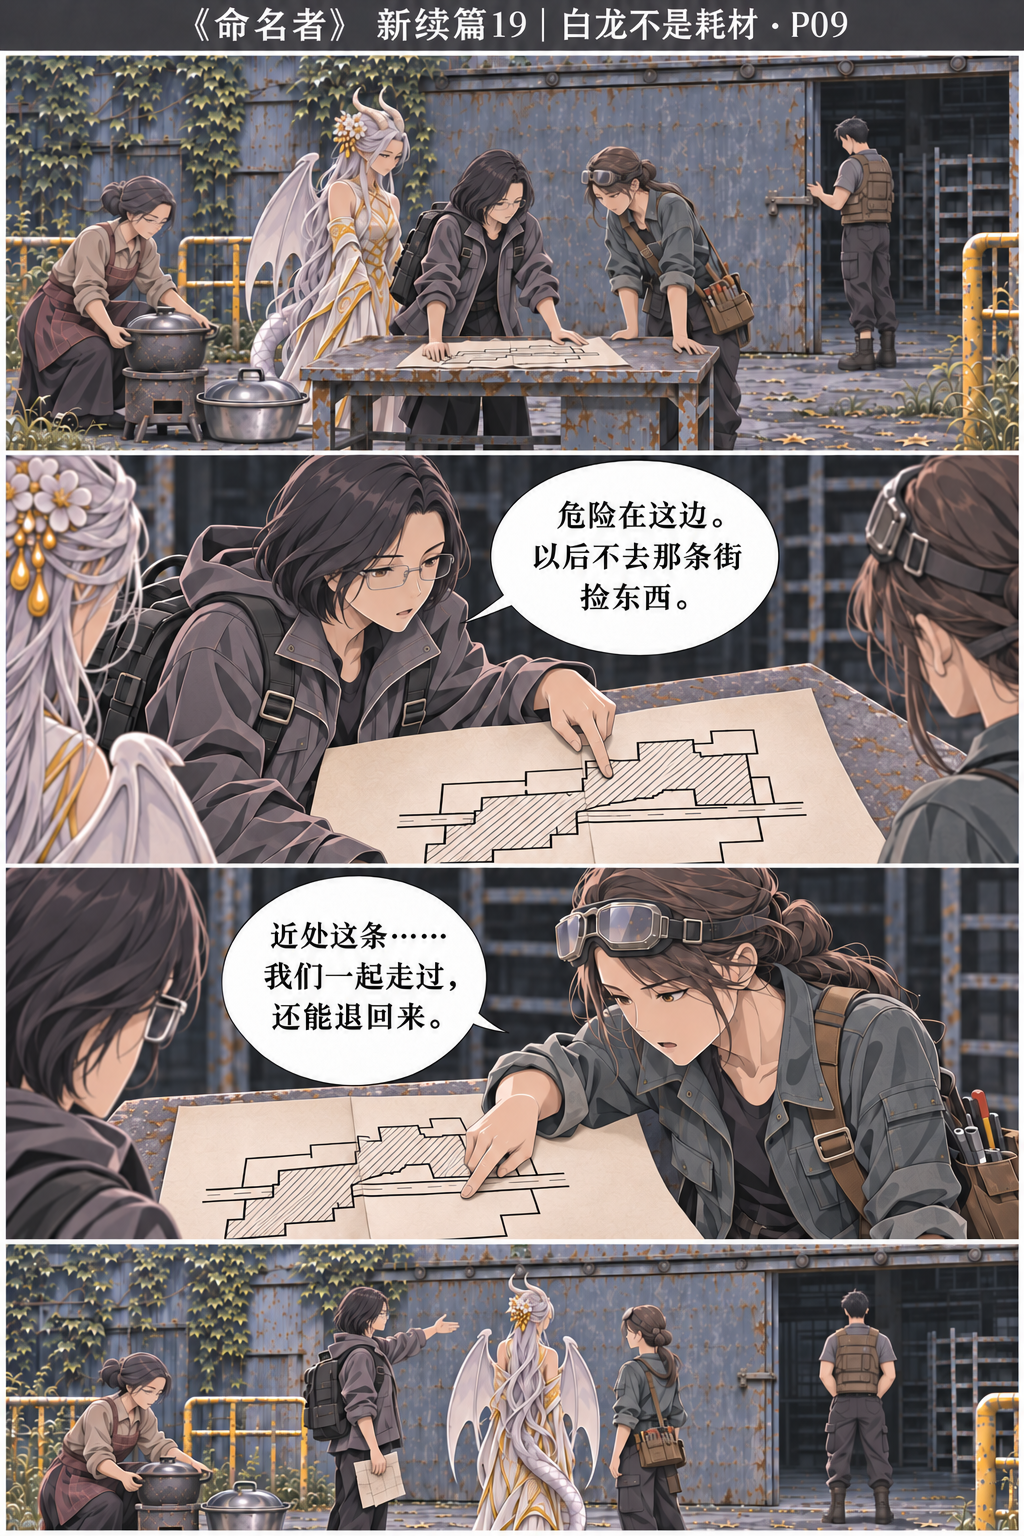 《命名者》 新续篇19｜白龙不是耗材·P09
危险在这边。
以后不去那条街
捡东西。
近处这条……
我们一起走过，
还能退回来。